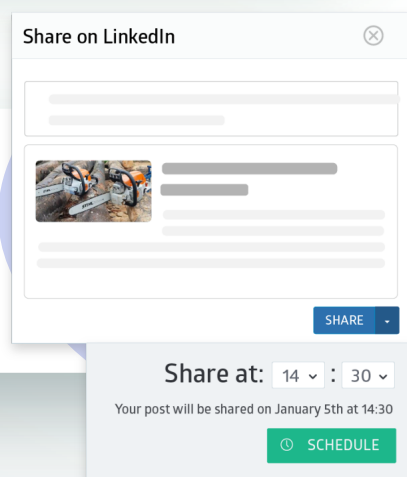 Share on LinkedIn
STIHL
SHARE
Share at: 14 : 30
Your post will be shared on January 5th at 14:30
SCHEDULE